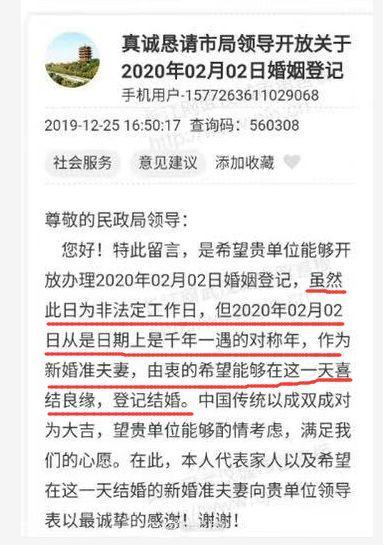 真诚恳请市局领导开放关于
2020年02月02日婚姻登记
手机用户-1577263611029068
2019-12-25 16:50:17 查询码：560308
社会服务 意见建议 添加收藏
尊敬的民政局领导：
您好！特此留言，是希望贵单位能够开
放办理2020年02月02日婚姻登记，虽然
此日为非法定工作日，但2020年02月02
日从是日期上是千年一遇的对称年，作为
新婚准夫妻，由衷的希望能够在这一天喜
结良缘，登记结婚。中国传统以成双成对
为大吉，望贵单位能够酌情考虑，满足我
们的心愿。在此，本人代表家人以及希望
在这一天结婚的新婚准夫妻向贵单位领导
表以最诚挚的感谢！谢谢！